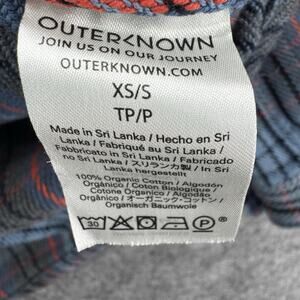 OUTERKNOWN
JOIN US ON OUR JOURNEY
OUTERKNOWN.COM
XS/S
TP/P
Made in Sri Lanka / Hecho en Sri
Lanka / Fabriqué au Sri Lanka /
Fabbricato in Sri Lanka / Fabricado
no Sri Lanka / スリランカ製 / In Sri
Lanka hergestellt
100% Organic Cotton / Algodón
Orgánico / Coton Biologique /
Cotone Organico / Algodão
Orgânico / オーガニック・コットン /
Organisch Baumwolle
30
P